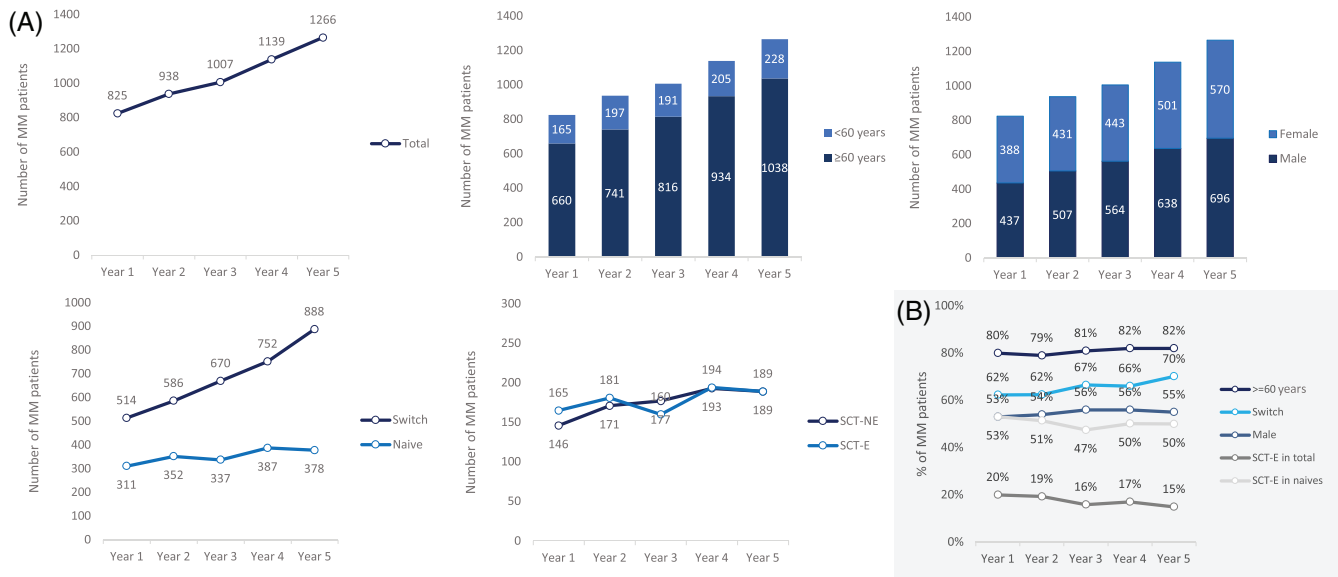 (A)
Number of MM patients
1400
1200
1000
800
600
400
200
0
825
938
1007
1139
1266
Total
Year 1 Year 2 Year 3 Year 4 Year 5
Number of MM patients
1400
1200
1000
800
600
400
200
0
165 197 191 205 228
660 741 816 934 1038
<60 years
≥60 years
Year 1 Year 2 Year 3 Year 4 Year 5
Number of MM patients
1400
1200
1000
800
600
400
200
0
388 431 443 501 570
437 507 564 638 696
Female
Male
Year 1 Year 2 Year 3 Year 4 Year 5
Number of MM patients
1000
900
800
700
600
500
400
300
200
100
0
514 586 670 752 888
311 352 337 387 378
Switch
Naive
Year 1 Year 2 Year 3 Year 4 Year 5
Number of MM patients
300
250
200
150
100
50
0
165 181 160 194 189
146 171 177 193 189
SCT-NE
SCT-E
Year 1 Year 2 Year 3 Year 4 Year 5
(B)
% of MM patients
100%
80%
60%
40%
20%
0%
80% 79% 81% 82% 82%
62% 62% 67% 66% 70%
53% 54% 56% 56% 55%
53% 51% 47% 50% 50%
20% 19% 16% 17% 15%
>=60 years
Switch
Male
SCT-E in total
SCT-E in naives
Year 1 Year 2 Year 3 Year 4 Year 5